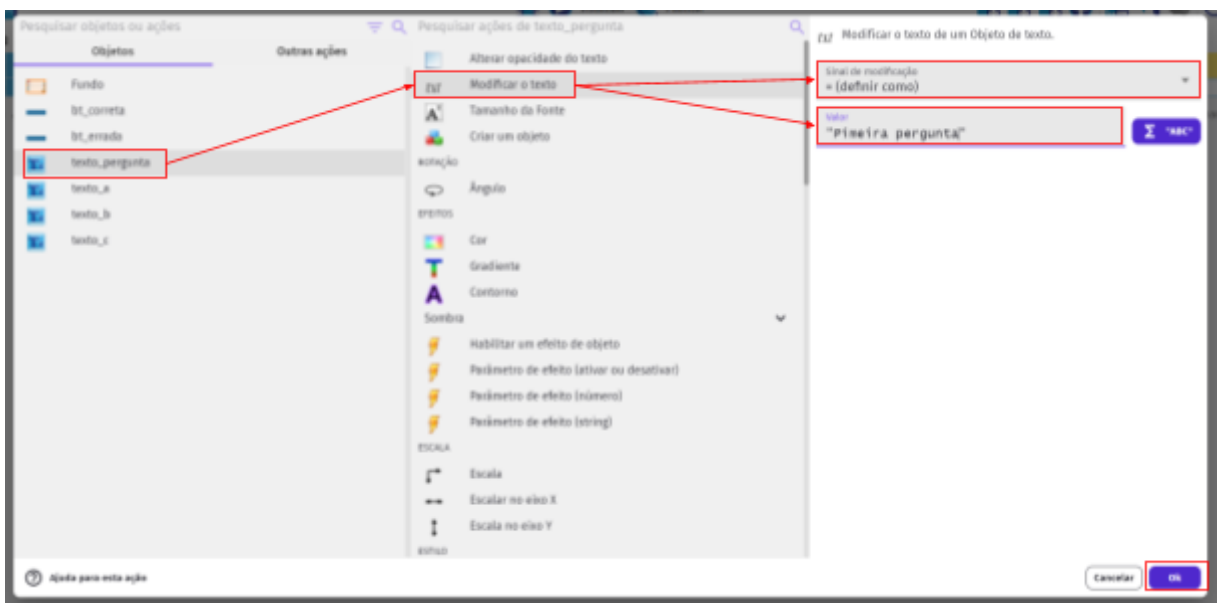 Pesquisar objetos ou ações
Objetos
Outras ações
Fundo
bt_correta
bt_errada
texto_pergunta
texto_a
texto_b
texto_c
Pesquisar ações de texto_pergunta
Alterar opacidade do texto
Modificar o texto
Tamanho da Fonte
Criar um objeto
ROTAÇÃO
Ângulo
EFEITOS
Cor
Gradiente
Contorno
Sombra
Habilitar um efeito de objeto
Parâmetro de efeito (ativar ou desativar)
Parâmetro de efeito (número)
Parâmetro de efeito (string)
ESCALA
Escala
Escalar no eixo X
Escala no eixo Y
ESTILO
Modificar o texto de um Objeto de texto.
Sinal de modificação
= (definir como)
Valor
"Pimeira pergunta"
Σ "ABC"
Ajuda para esta ação
Cancelar
Ok